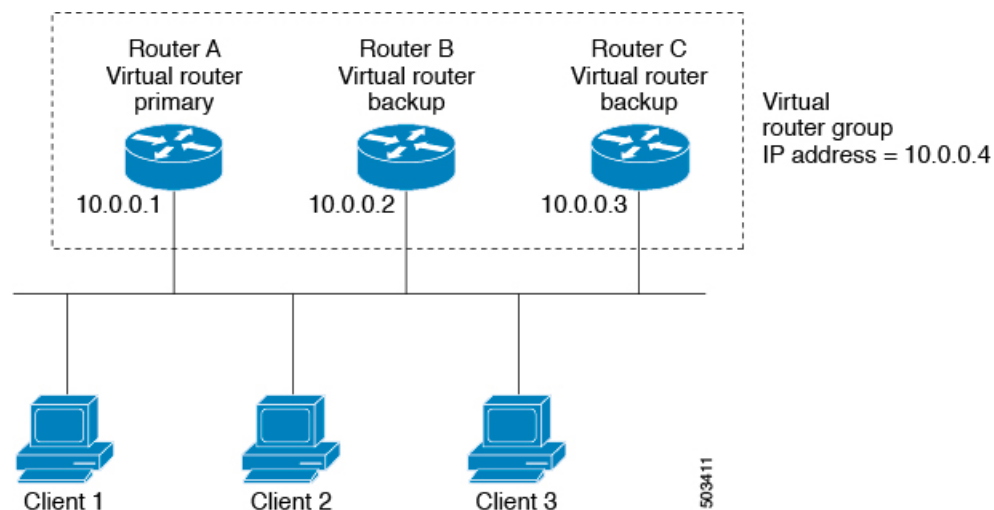 Router A
Virtual router
primary
Router B
Virtual router
backup
Router C
Virtual router
backup
Virtual
router group
IP address = 10.0.0.4
10.0.0.1
10.0.0.2
10.0.0.3
Client 1
Client 2
Client 3
503411